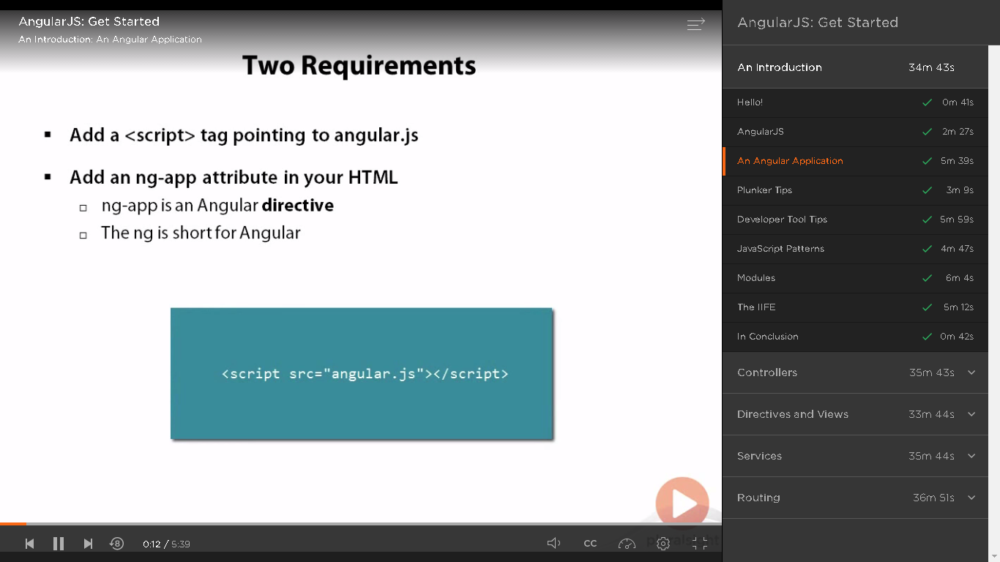 AngularJS: Get Started
An Introduction: An Angular Application
Two Requirements
Add a <script> tag pointing to angular.js
Add an ng-app attribute in your HTML
ng-app is an Angular directive
The ng is short for Angular
<script src="angular.js"></script>
8
0:12 / 5:39
CC
AngularJS: Get Started
An Introduction 34m 43s
Hello! 0m 41s
AngularJS 2m 27s
An Angular Application 5m 39s
Plunker Tips 3m 9s
Developer Tool Tips 5m 59s
JavaScript Patterns 4m 47s
Modules 6m 4s
The IIFE 5m 12s
In Conclusion 0m 42s
Controllers 35m 43s
Directives and Views 33m 44s
Services 35m 44s
Routing 36m 51s